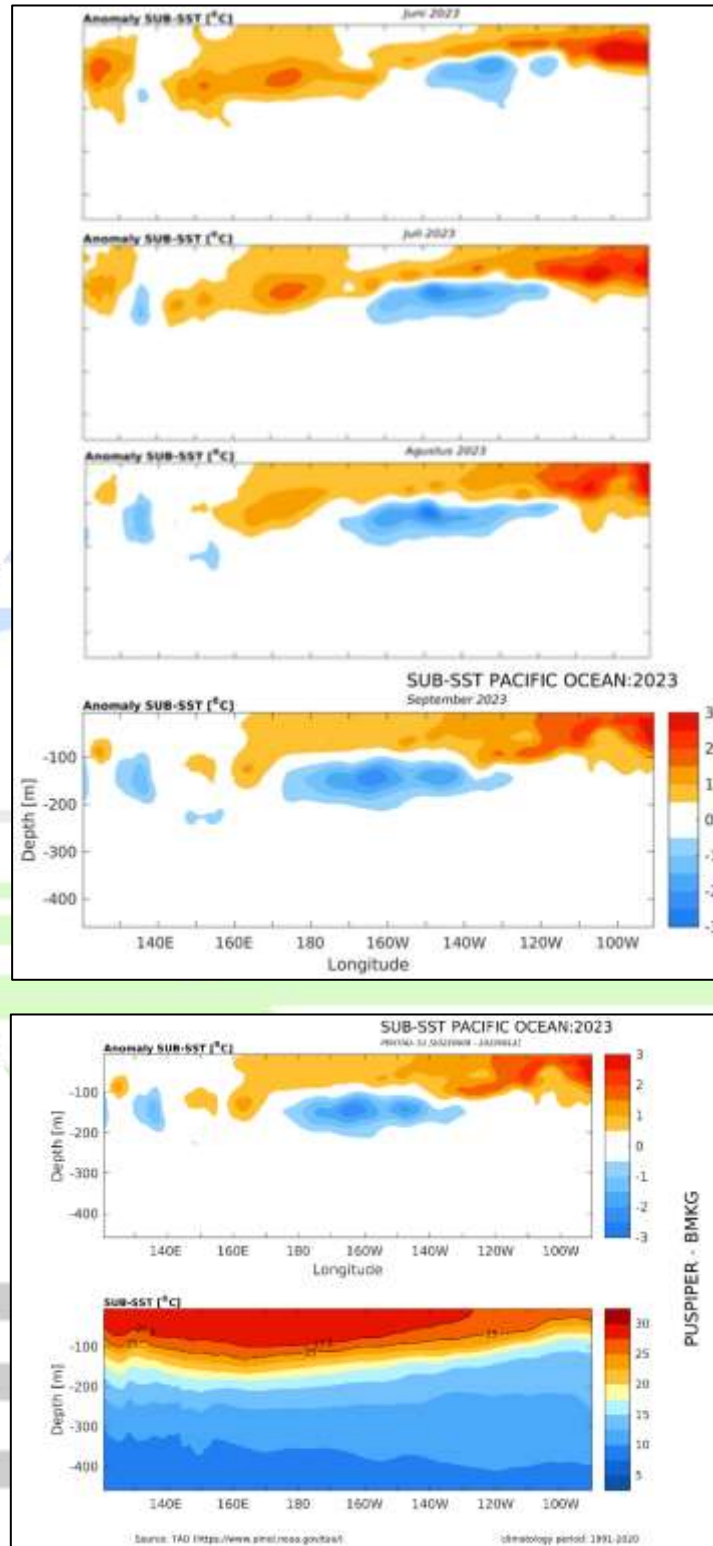 Anomaly SUB-SST [°C]
Juni 2023
Anomaly SUB-SST [°C]
Juli 2023
Anomaly SUB-SST [°C]
Agustus 2023
SUB-SST PACIFIC OCEAN:2023
September 2023
Anomaly SUB-SST [°C]
3
2
1
0
-1
-2
-3
-100
-200
-300
-400
Depth [m]
140E 160E 180 160W 140W 120W 100W
Longitude
SUB-SST PACIFIC OCEAN:2023
Anomaly SUB-SST [°C]
3
2
1
0
-1
-2
-3
-100
-200
-300
-400
Depth [m]
140E 160E 180 160W 140W 120W 100W
Longitude
SUB-SST [°C]
30
25
20
15
10
5
-100
-200
-300
-400
Depth [m]
140E 160E 180 160W 140W 120W 100W
PUSPIPER - BMKG
Source: TAO (https://www.pmel.noaa.gov/tao/)
climatology period: 1991-2020